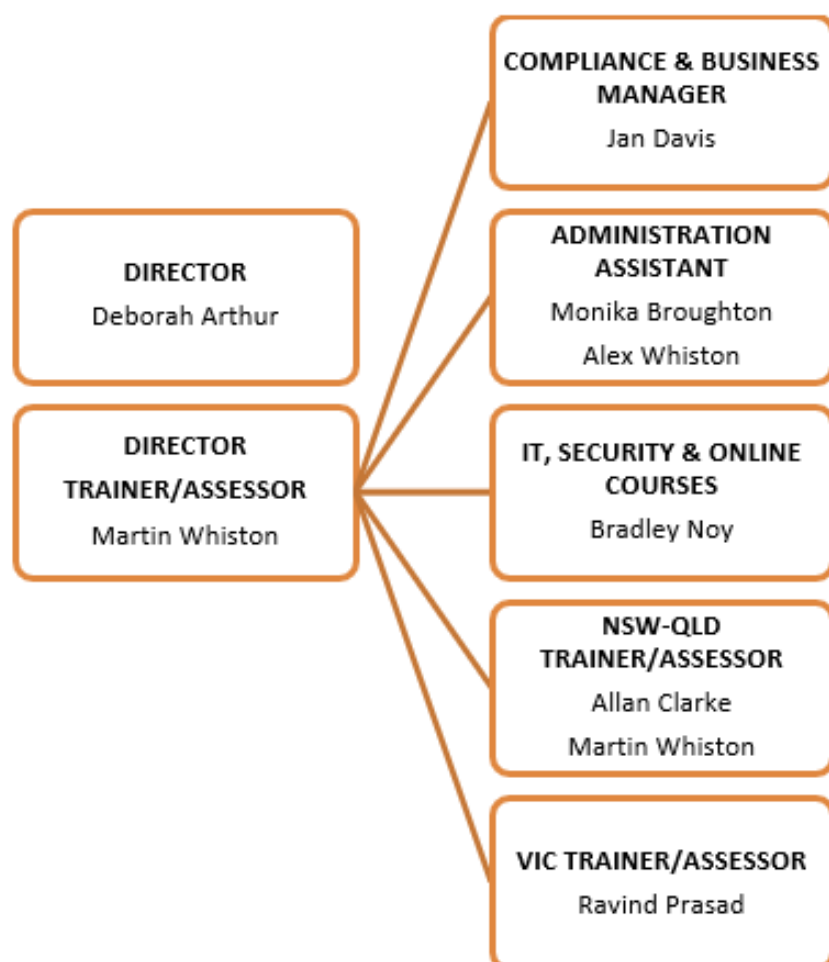 DIRECTOR
Deborah Arthur
DIRECTOR
TRAINER/ASSESSOR
Martin Whiston
COMPLIANCE & BUSINESS
MANAGER
Jan Davis
ADMINISTRATION
ASSISTANT
Monika Broughton
Alex Whiston
IT, SECURITY & ONLINE
COURSES
Bradley Noy
NSW-QLD
TRAINER/ASSESSOR
Allan Clarke
Martin Whiston
VIC TRAINER/ASSESSOR
Ravind Prasad